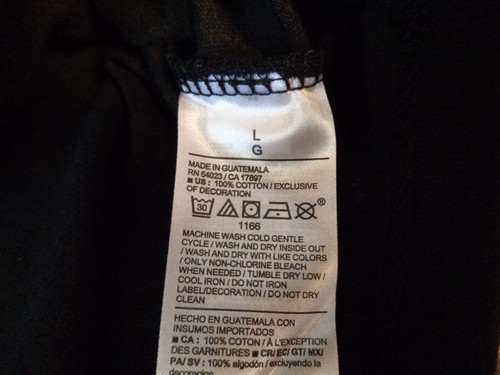 L
G
MADE IN GUATEMALA
RN 54023 / CA 17897
■ US : 100% COTTON / EXCLUSIVE
OF DECORATION
30
®
1166
MACHINE WASH COLD GENTLE
CYCLE / WASH AND DRY INSIDE OUT
/ WASH AND DRY WITH LIKE COLORS
/ ONLY NON-CHLORINE BLEACH
WHEN NEEDED / TUMBLE DRY LOW /
COOL IRON / DO NOT IRON
LABEL/DECORATION / DO NOT DRY
CLEAN
HECHO EN GUATEMALA CON
INSUMOS IMPORTADOS
■ CA : 100% COTON / À L'EXCEPTION
DES GARNITURES ■ CR/ EC/ GT/ MX/
PA/ SV : 100% algodón / excluyendo la
decoracion